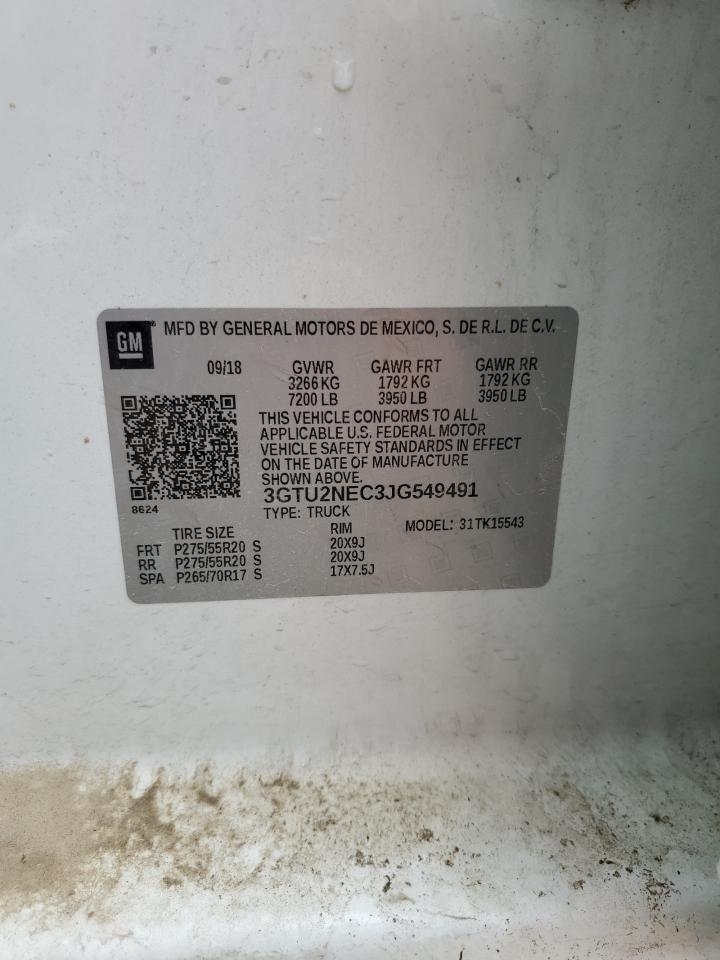 GM
MFD BY GENERAL MOTORS DE MEXICO, S. DE R.L. DE C.V.
09/18 GVWR GAWR FRT GAWR RR
3266 KG 1792 KG 1792 KG
7200 LB 3950 LB 3950 LB
THIS VEHICLE CONFORMS TO ALL
APPLICABLE U.S. FEDERAL MOTOR
VEHICLE SAFETY STANDARDS IN EFFECT
ON THE DATE OF MANUFACTURE
SHOWN ABOVE.
3GTU2NEC3JG549491
8624
TYPE: TRUCK MODEL: 31TK15543
TIRE SIZE RIM
FRT P275/55R20 S 20X9J
RR P275/55R20 S 20X9J
SPA P265/70R17 S 17X7.5J